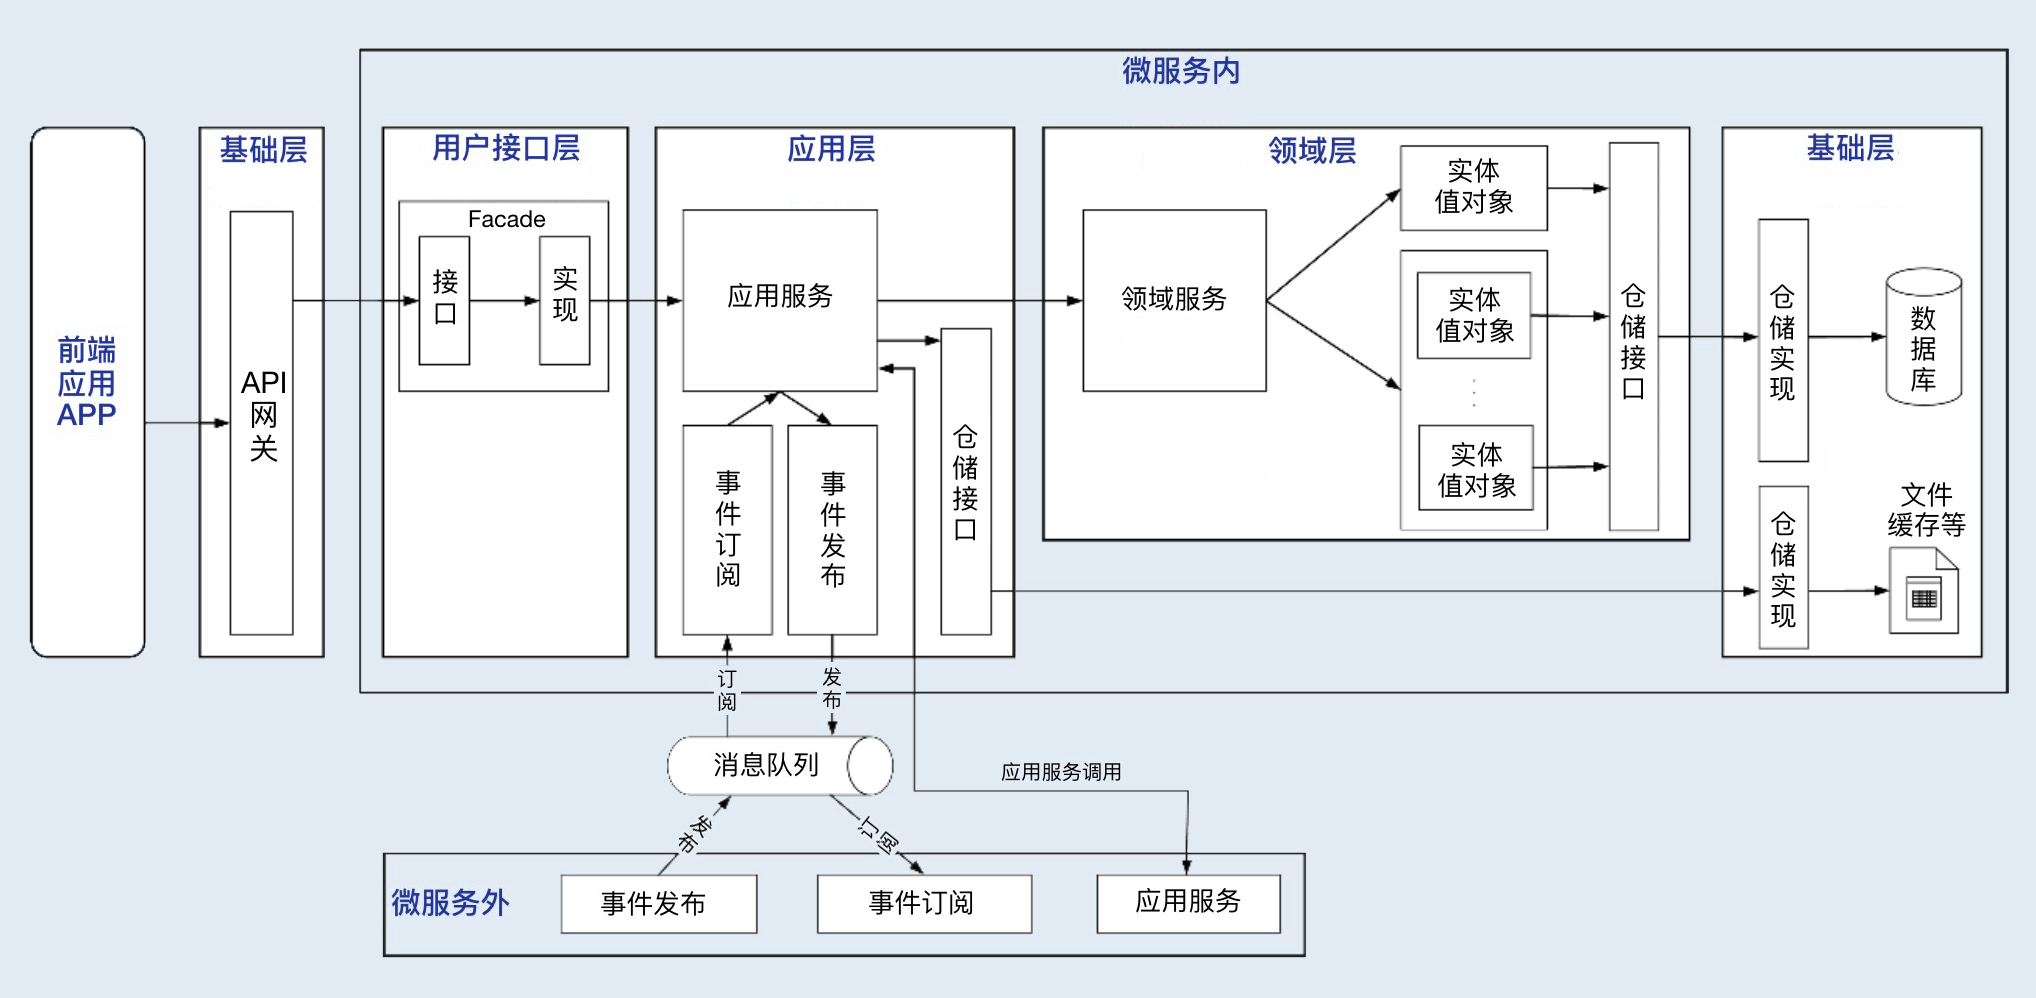 微服务内
前端
应用
APP
基础层
API
网
关
用户接口层
Facade
接
口
实
现
应用层
应用服务
事
件
订
阅
事
件
发
布
仓
储
接
口
领域层
领域服务
实体
值对象
实体
值对象
实体
值对象
仓
储
接
口
基础层
仓
储
实
现
数
据
库
仓
储
实
现
文件
缓存等
订
阅
发
布
消息队列
应用服务调用
发布
订阅
微服务外
事件发布
事件订阅
应用服务